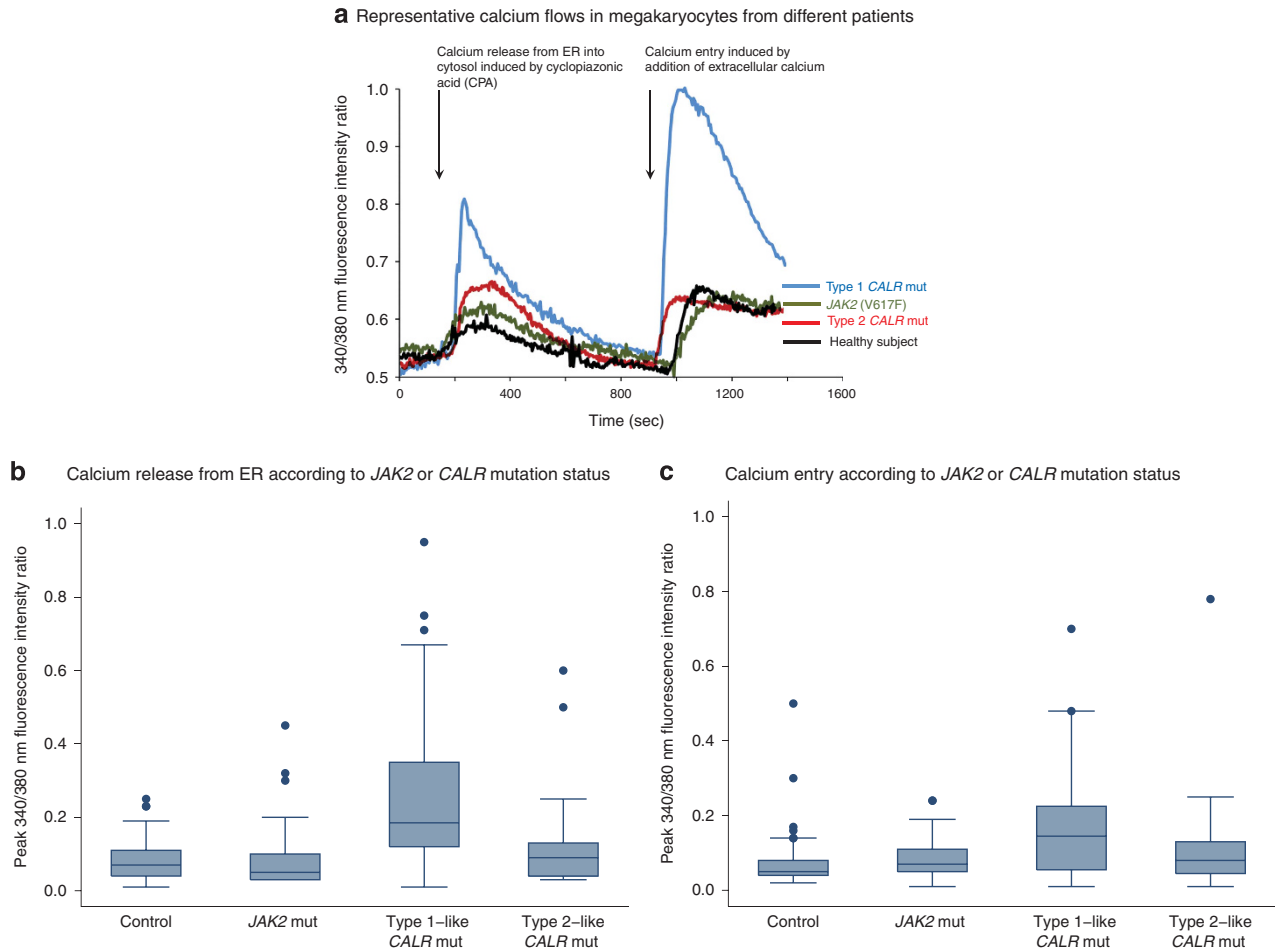 a Representative calcium flows in megakaryocytes from different patients
Calcium release from ER into
cytosol induced by cyclopiazonic
acid (CPA)
Calcium entry induced by
addition of extracellular calcium
340/380 nm fluorescence intensity ratio
1.0
0.9
0.8
0.7
0.6
0.5
0
400
800
1200
1600
Time (sec)
Type 1 CALR mut
JAK2 (V617F)
Type 2 CALR mut
Healthy subject
b Calcium release from ER according to JAK2 or CALR mutation status
Peak 340/380 nm fluorescence intensity ratio
1.0
0.8
0.6
0.4
0.2
0.0
Control
JAK2 mut
Type 1–like
CALR mut
Type 2–like
CALR mut
c Calcium entry according to JAK2 or CALR mutation status
Peak 340/380 nm fluorescence intensity ratio
1.0
0.8
0.6
0.4
0.2
0.0
Control
JAK2 mut
Type 1–like
CALR mut
Type 2–like
CALR mut